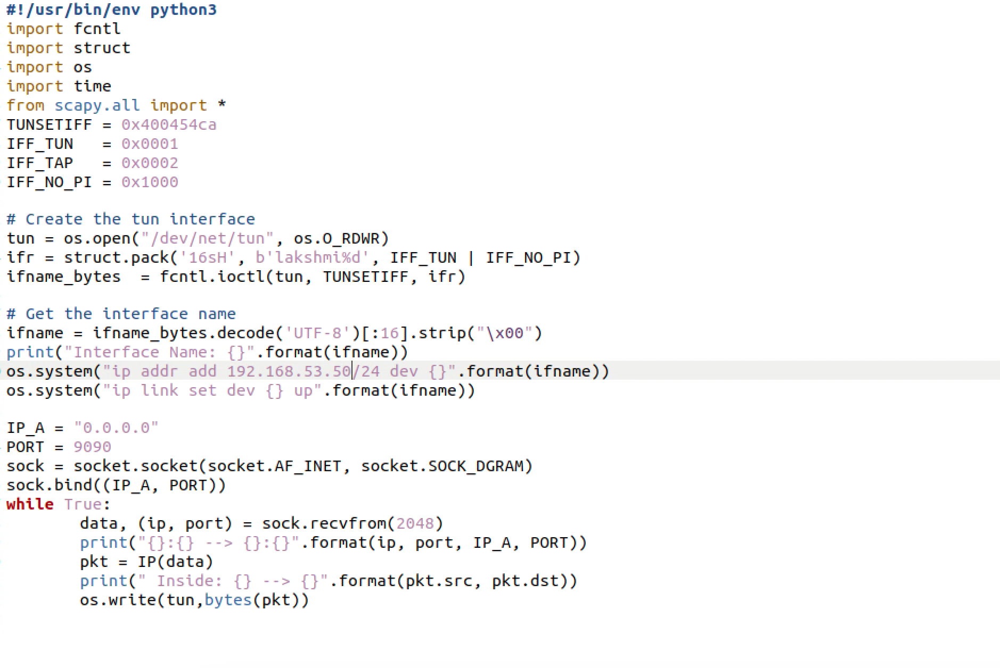 #!/usr/bin/env python3
import fcntl
import struct
import os
import time
from scapy.all import *
TUNSETIFF = 0x400454ca
IFF_TUN   = 0x0001
IFF_TAP   = 0x0002
IFF_NO_PI = 0x1000

# Create the tun interface
tun = os.open("/dev/net/tun", os.O_RDWR)
ifr = struct.pack('16sH', b'lakshmi%d', IFF_TUN | IFF_NO_PI)
ifname_bytes  = fcntl.ioctl(tun, TUNSETIFF, ifr)

# Get the interface name
ifname = ifname_bytes.decode('UTF-8')[:16].strip("\x00")
print("Interface Name: {}".format(ifname))
os.system("ip addr add 192.168.53.50/24 dev {}".format(ifname))
os.system("ip link set dev {} up".format(ifname))

IP_A = "0.0.0.0"
PORT = 9090
sock = socket.socket(socket.AF_INET, socket.SOCK_DGRAM)
sock.bind((IP_A, PORT))
while True:
        data, (ip, port) = sock.recvfrom(2048)
        print("{}:{} --> {}:{}".format(ip, port, IP_A, PORT))
        pkt = IP(data)
        print(" Inside: {} --> {}".format(pkt.src, pkt.dst))
        os.write(tun,bytes(pkt))